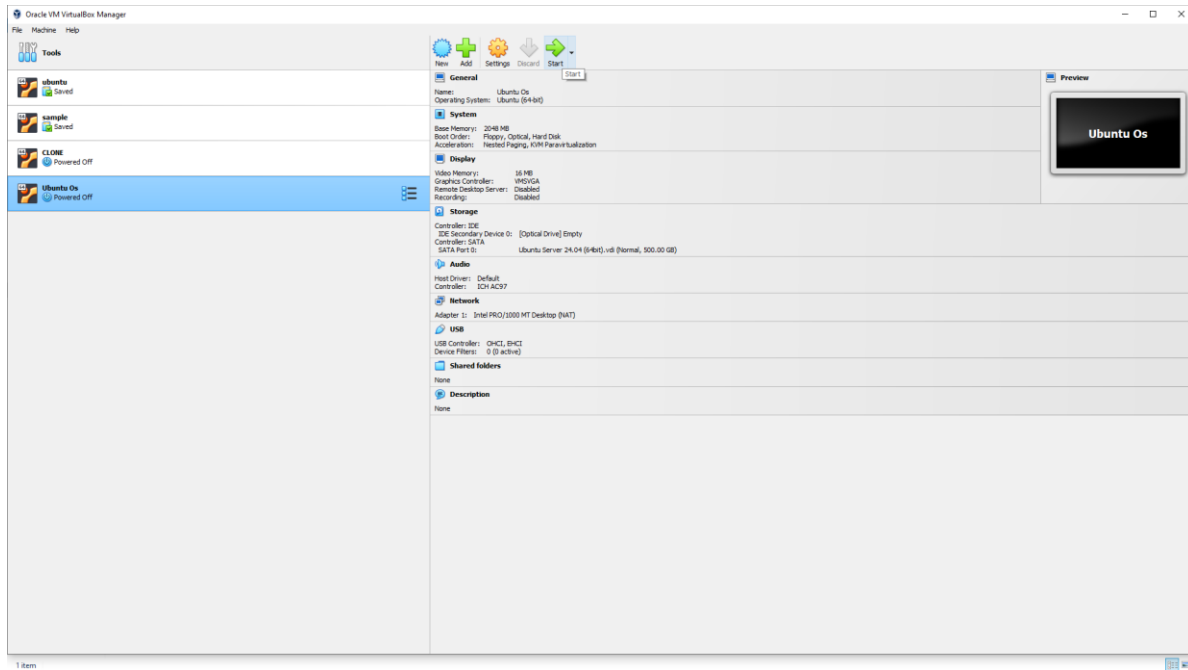 Oracle VM VirtualBox Manager
File Machine Help
Tools
ubuntu
Saved
sample
Saved
CLONE
Powered Off
Ubuntu Os
Powered Off
New Add Settings Discard Start
Start
General
Name: Ubuntu Os
Operating System: Ubuntu (64-bit)
System
Base Memory: 2048 MB
Boot Order: Floppy, Optical, Hard Disk
Acceleration: Nested Paging, KVM Paravirtualization
Display
Video Memory: 16 MB
Graphics Controller: VMSVGA
Remote Desktop Server: Disabled
Recording: Disabled
Storage
Controller: IDE
IDE Secondary Device 0: [Optical Drive] Empty
Controller: SATA
SATA Port 0: Ubuntu Server 24.04 (64bit).vdi (Normal, 500.00 GB)
Audio
Host Driver: Default
Controller: ICH AC97
Network
Adapter 1: Intel PRO/1000 MT Desktop (NAT)
USB
USB Controller: OHCI, EHCI
Device Filters: 0 (0 active)
Shared folders
None
Description
None
Preview
Ubuntu Os
1 item